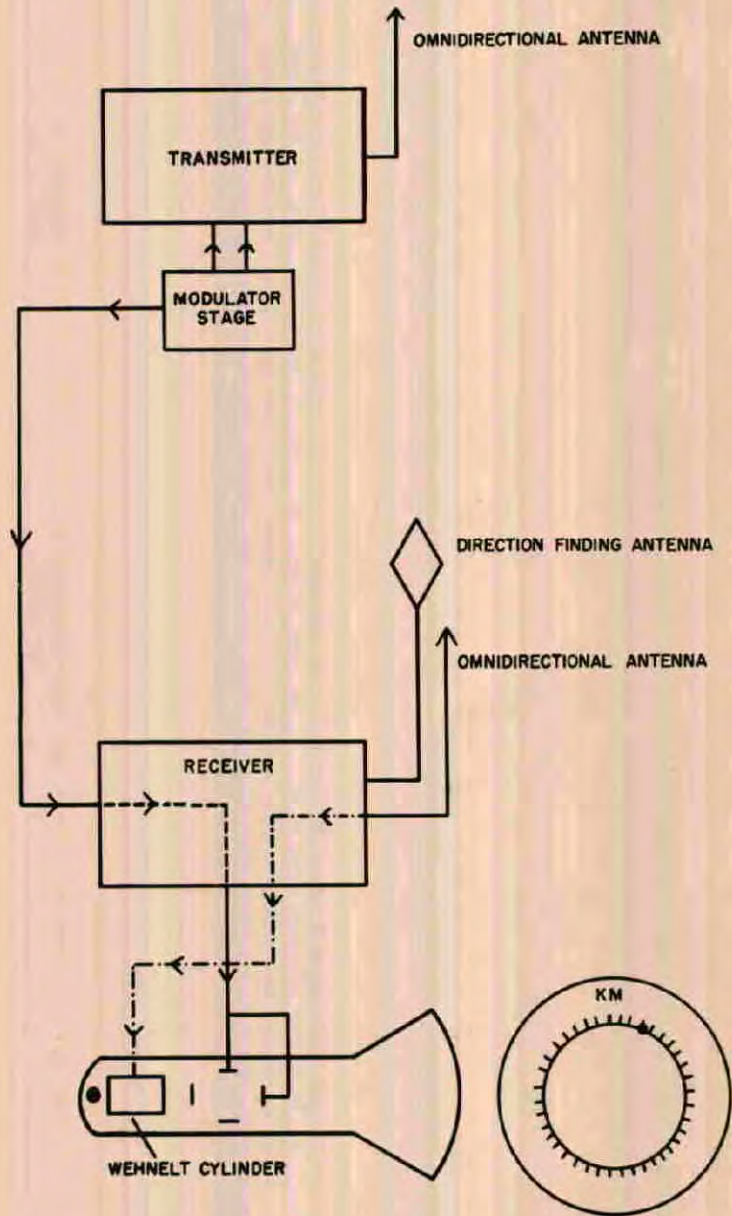 OMNIDIRECTIONAL ANTENNA
TRANSMITTER
MODULATOR
STAGE
DIRECTION FINDING ANTENNA
OMNIDIRECTIONAL ANTENNA
RECEIVER
KM
WEHNELT CYLINDER